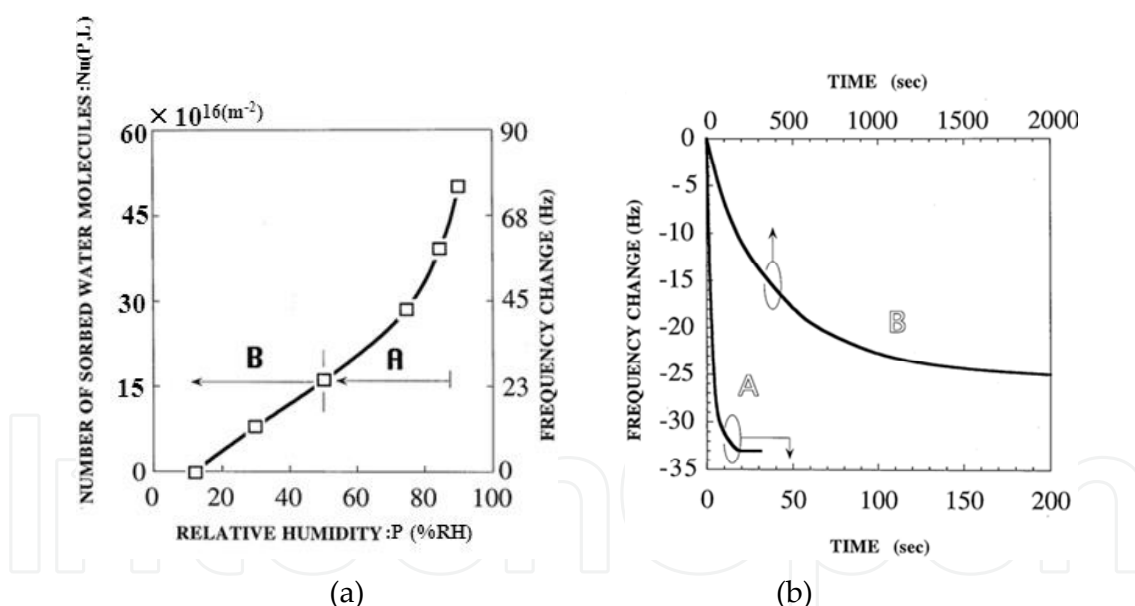 NUMBER OF SORBED WATER MOLECULES :Nu(P,L)
× 10^16(m^-2)
60
45
30
15
0
90
68
45
23
0
FREQUENCY CHANGE (Hz)
B
A
0 20 40 60 80 100
RELATIVE HUMIDITY :P (%RH)
(a)
TIME (sec)
0 500 1000 1500 2000
0
-5
-10
-15
-20
-25
-30
-35
FREQUENCY CHANGE (Hz)
B
A
0 50 100 150 200
TIME (sec)
(b)